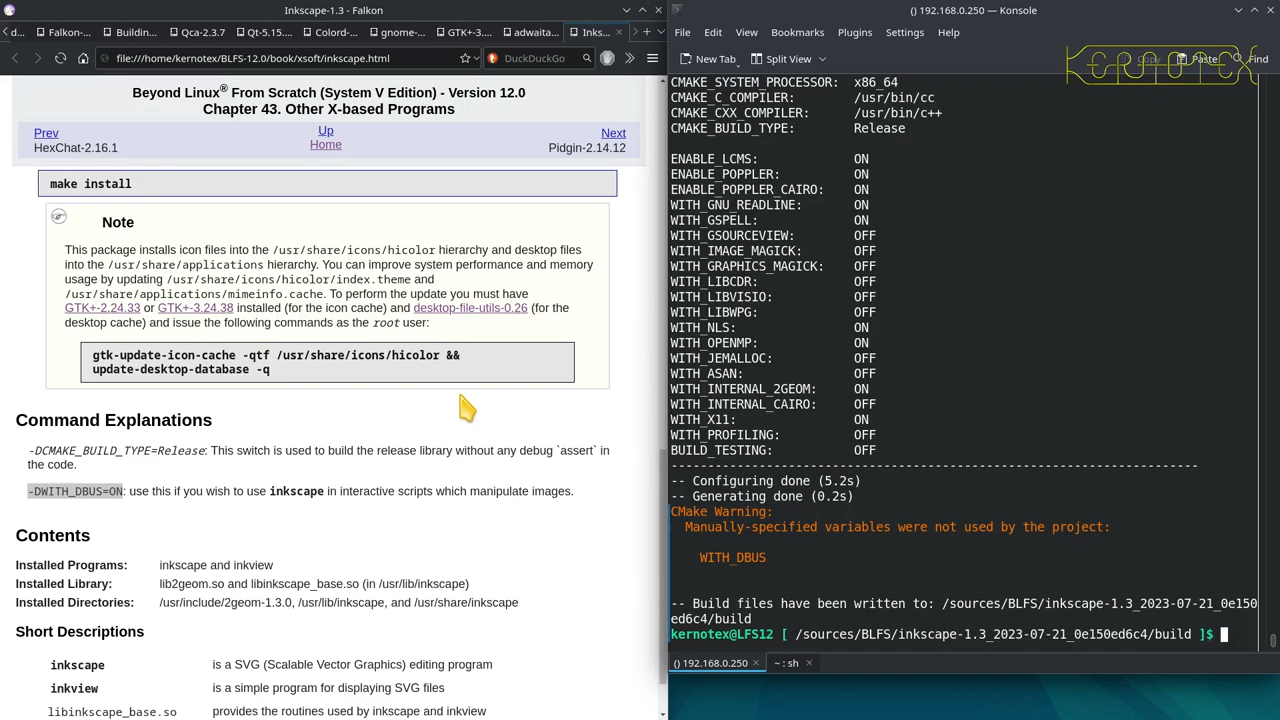 Inkscape-1.3 — Falkon
d...
Falkon-...
Buildin...
Qca-2.3.7
Qt-5.15....
Colord-...
gnome-...
GTK+-3....
adwaita...
Inks...
file:///home/kernotex/BLFS-12.0/book/xsoft/inkscape.html
DuckDuckGo
Beyond Linux® From Scratch (System V Edition) - Version 12.0
Chapter 43. Other X-based Programs
Prev Up Next
HexChat-2.16.1 Home Pidgin-2.14.12
make install
Note
This package installs icon files into the /usr/share/icons/hicolor hierarchy and desktop files
into the /usr/share/applications hierarchy. You can improve system performance and memory
usage by updating /usr/share/icons/hicolor/index.theme and
/usr/share/applications/mimeinfo.cache. To perform the update you must have
GTK+-2.24.33 or GTK+-3.24.38 installed (for the icon cache) and desktop-file-utils-0.26 (for the
desktop cache) and issue the following commands as the root user:
gtk-update-icon-cache -qtf /usr/share/icons/hicolor &&
update-desktop-database -q
Command Explanations
-DCMAKE_BUILD_TYPE=Release: This switch is used to build the release library without any debug `assert` in
the code.
-DWITH_DBUS=ON: use this if you wish to use inkscape in interactive scripts which manipulate images.
Contents
Installed Programs: inkscape and inkview
Installed Library: lib2geom.so and libinkscape_base.so (in /usr/lib/inkscape)
Installed Directories: /usr/include/2geom-1.3.0, /usr/lib/inkscape, and /usr/share/inkscape
Short Descriptions
inkscape is a SVG (Scalable Vector Graphics) editing program
inkview is a simple program for displaying SVG files
libinkscape_base.so provides the routines used by inkscape and inkview
() 192.168.0.250 — Konsole
File Edit View Bookmarks Plugins Settings Help
New Tab Split View Copy Paste Find
KERNOTEX
CMAKE_SYSTEM_PROCESSOR: x86_64
CMAKE_C_COMPILER: /usr/bin/cc
CMAKE_CXX_COMPILER: /usr/bin/c++
CMAKE_BUILD_TYPE: Release
ENABLE_LCMS: ON
ENABLE_POPPLER: ON
ENABLE_POPPLER_CAIRO: ON
WITH_GNU_READLINE: ON
WITH_GSPELL: ON
WITH_GSOURCEVIEW: OFF
WITH_IMAGE_MAGICK: OFF
WITH_GRAPHICS_MAGICK: OFF
WITH_LIBCDR: OFF
WITH_LIBVISIO: OFF
WITH_LIBWPG: OFF
WITH_NLS: ON
WITH_OPENMP: ON
WITH_JEMALLOC: OFF
WITH_ASAN: OFF
WITH_INTERNAL_2GEOM: ON
WITH_INTERNAL_CAIRO: OFF
WITH_X11: ON
WITH_PROFILING: OFF
BUILD_TESTING: OFF
------------------------------------------------------------------------
-- Configuring done (5.2s)
-- Generating done (0.2s)
CMake Warning:
Manually-specified variables were not used by the project:
WITH_DBUS
-- Build files have been written to: /sources/BLFS/inkscape-1.3_2023-07-21_0e150
ed6c4/build
kernotex@LFS12 [ /sources/BLFS/inkscape-1.3_2023-07-21_0e150ed6c4/build ]$
() 192.168.0.250
~ : sh